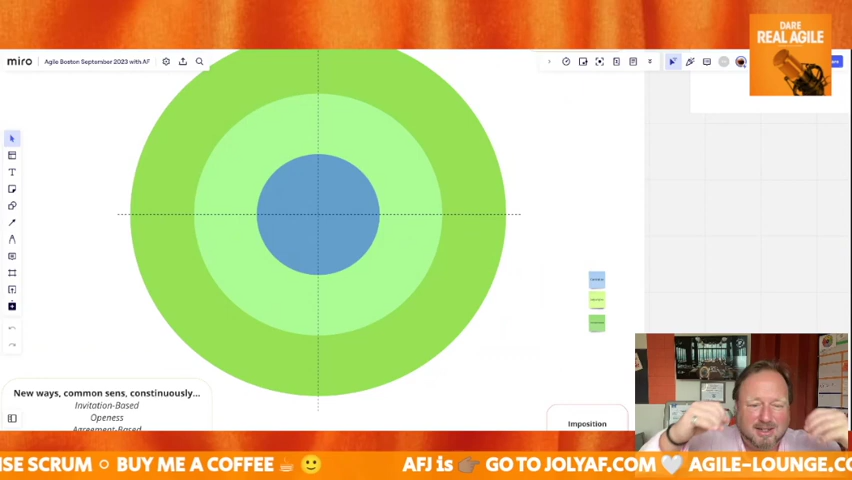 DARE
REAL AGILE
miro
Agile Boston September 2023 with AF
New ways, common sens, constinuously...
Invitation-Based
Openess
Agreement-Based
Imposition
ISE SCRUM ○ BUY ME A COFFEE ☕ 🙂 AFJ is 👉🏽 GO TO JOLYAF.COM 🤍 AGILE-LOUNGE.CO